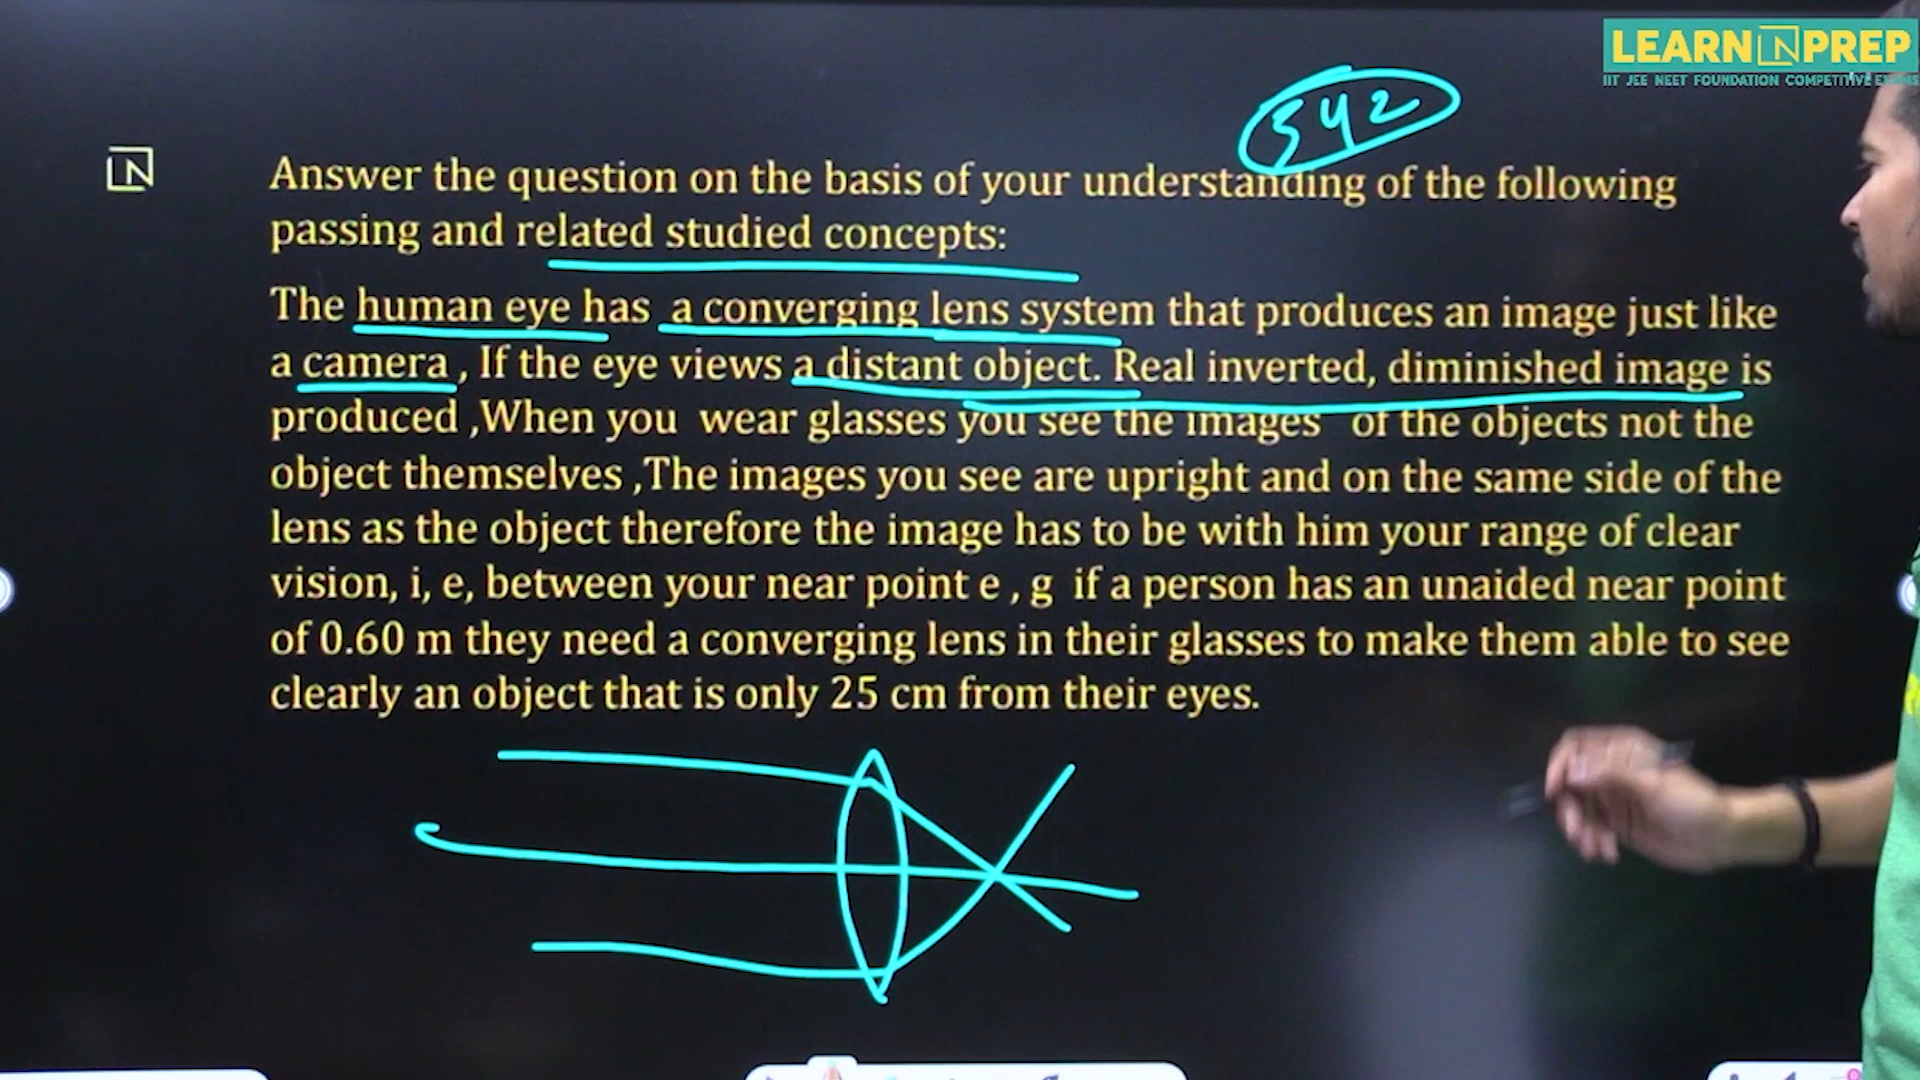 LEARN N PREP
IIT JEE NEET FOUNDATION COMPETITIVE EXAMS
542
LN
Answer the question on the basis of your understanding of the following
passing and related studied concepts:
The human eye has a converging lens system that produces an image just like
a camera , If the eye views a distant object. Real inverted, diminished image is
produced ,When you wear glasses you see the images of the objects not the
object themselves ,The images you see are upright and on the same side of the
lens as the object therefore the image has to be with him your range of clear
vision, i, e, between your near point e , g if a person has an unaided near point
of 0.60 m they need a converging lens in their glasses to make them able to see
clearly an object that is only 25 cm from their eyes.